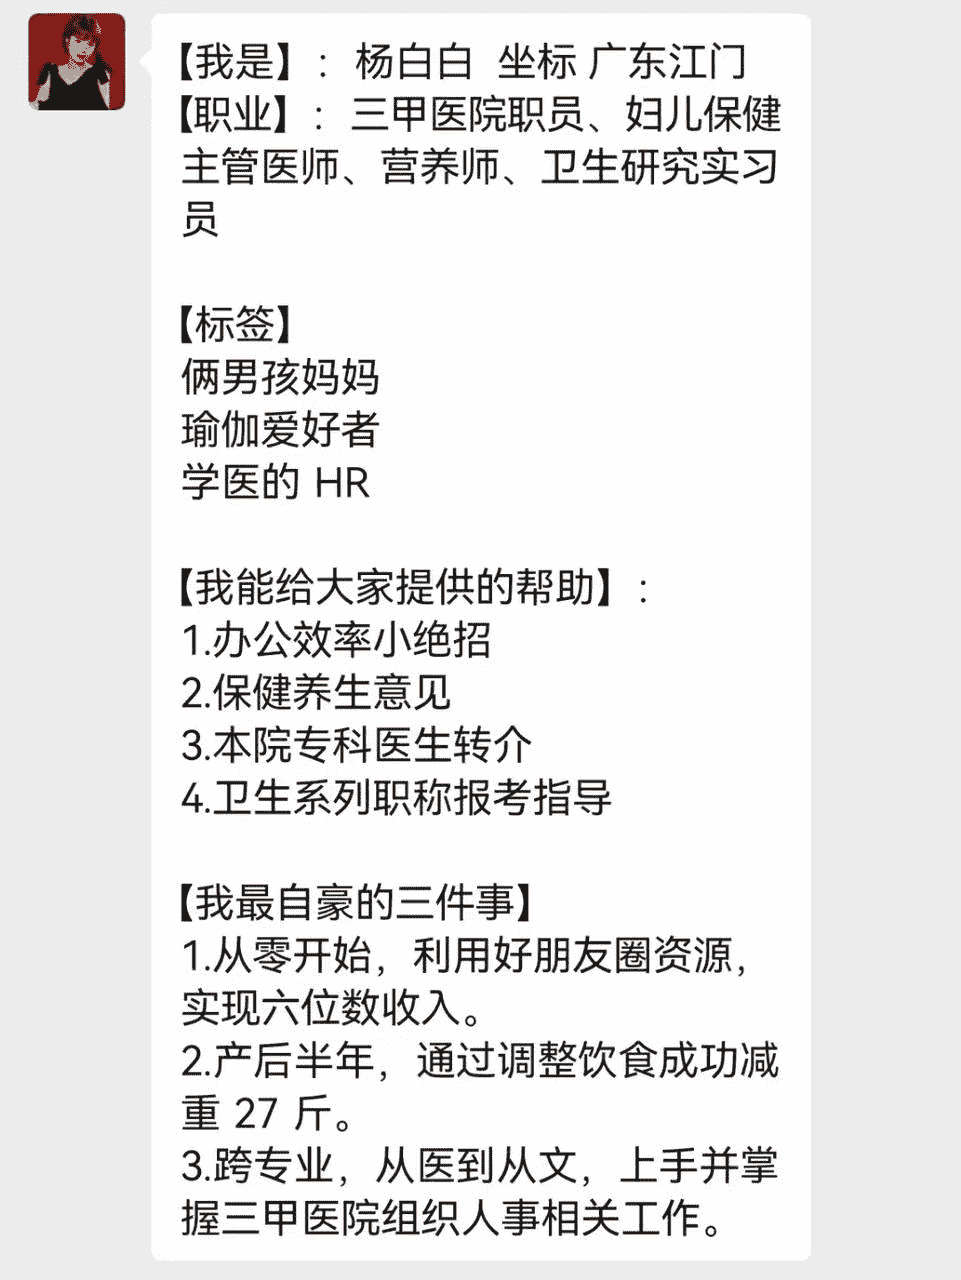 【我是】：杨白白 坐标 广东江门
【职业】：三甲医院职员、妇儿保健
主管医师、营养师、卫生研究实习
员
【标签】
俩男孩妈妈
瑜伽爱好者
学医的 HR
【我能给大家提供的帮助】：
1.办公效率小绝招
2.保健养生意见
3.本院专科医生转介
4.卫生系列职称报考指导
【我最自豪的三件事】
1.从零开始，利用好朋友圈资源，
实现六位数收入。
2.产后半年，通过调整饮食成功减
重 27 斤。
3.跨专业，从医到从文，上手并掌
握三甲医院组织人事相关工作。